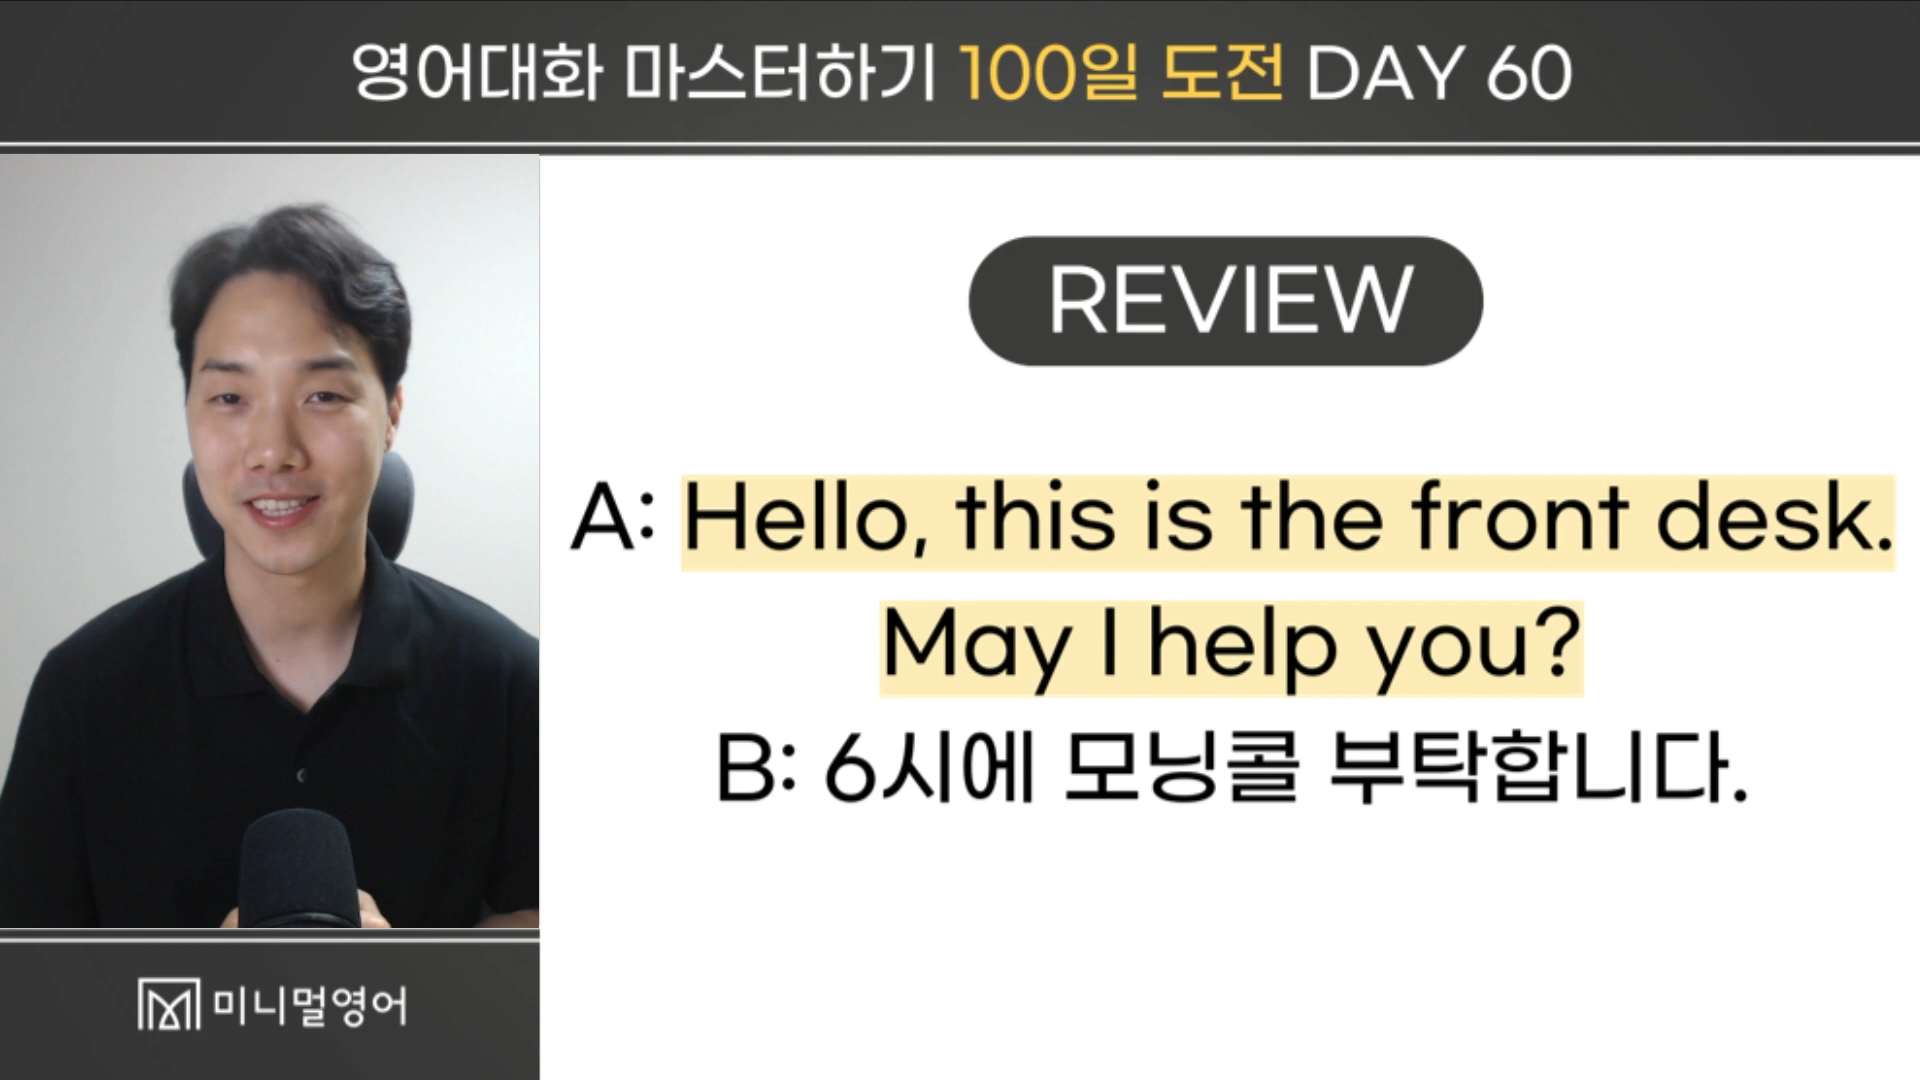 영어대화 마스터하기 100일 도전 DAY 60
REVIEW
A: Hello, this is the front desk.
May I help you?
B: 6시에 모닝콜 부탁합니다.
미니멀영어